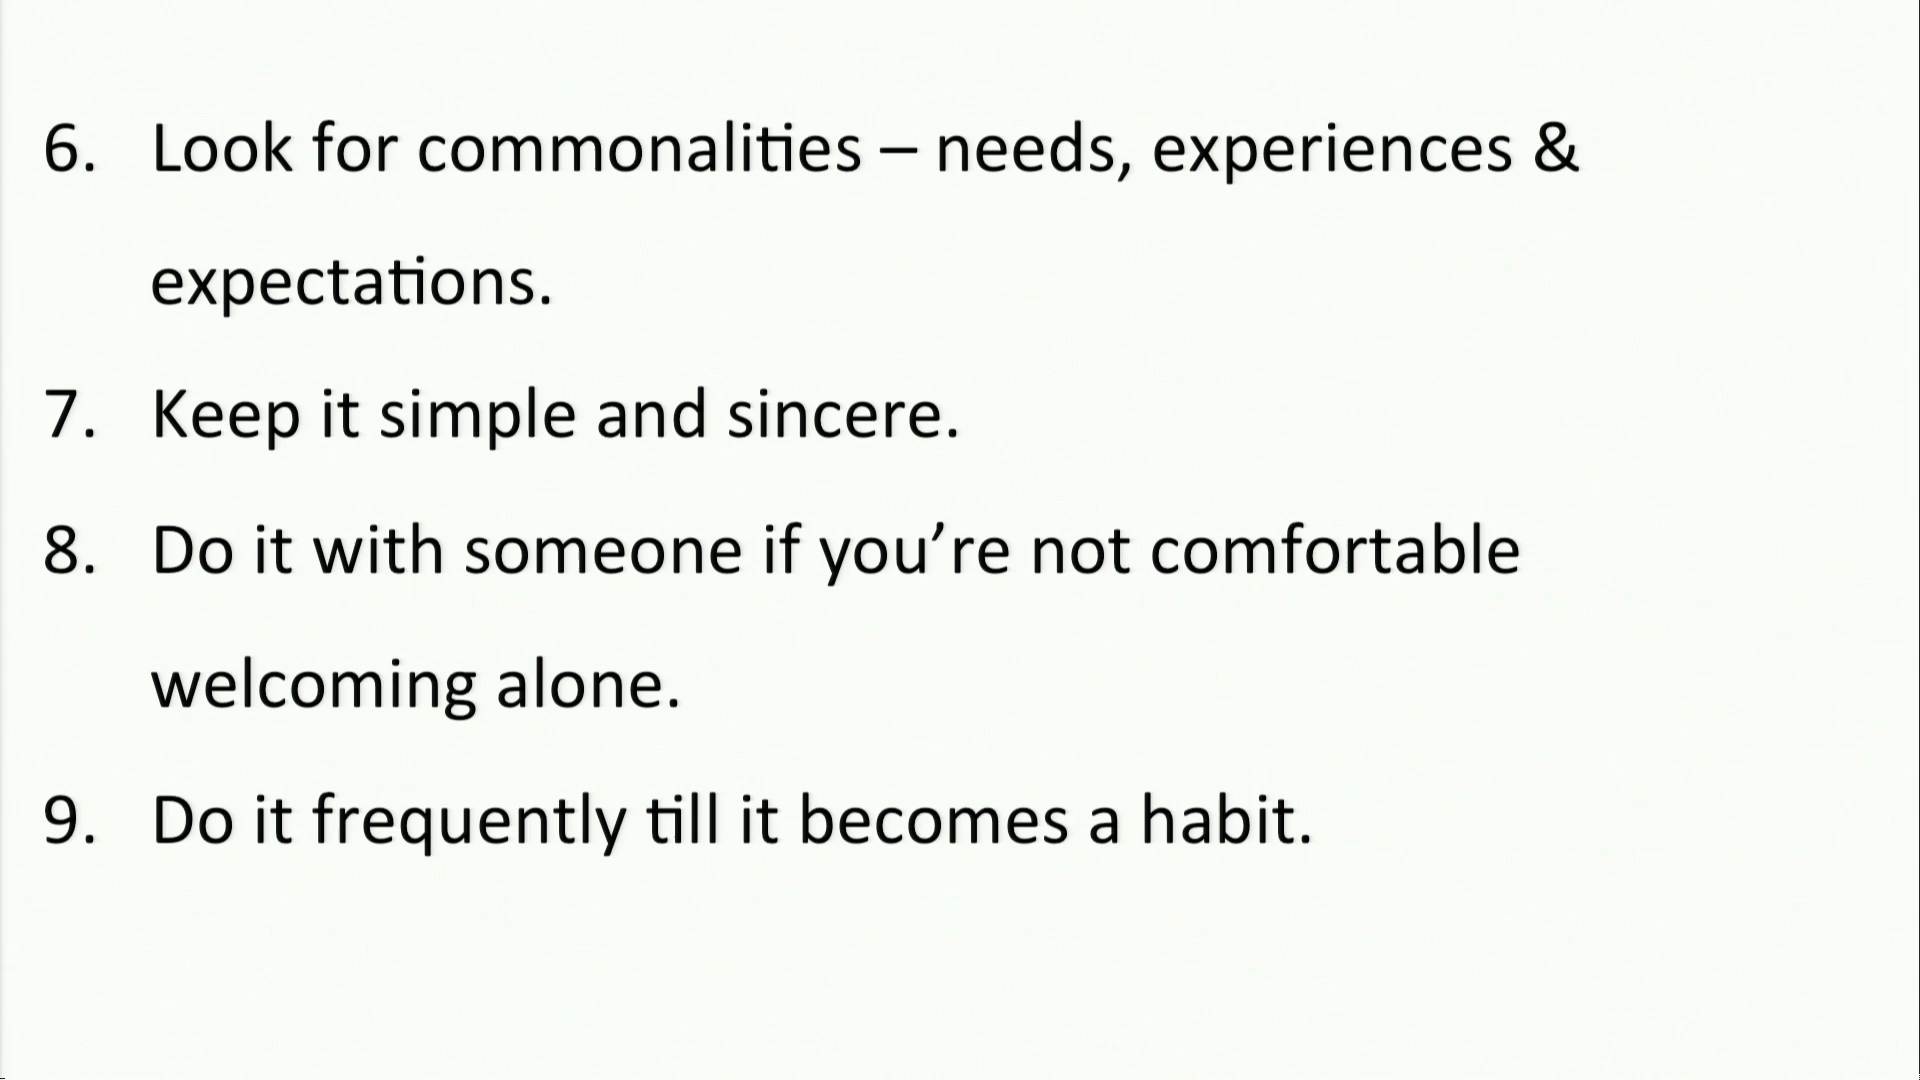 6. Look for commonalities – needs, experiences &
expectations.
7. Keep it simple and sincere.
8. Do it with someone if you’re not comfortable
welcoming alone.
9. Do it frequently till it becomes a habit.